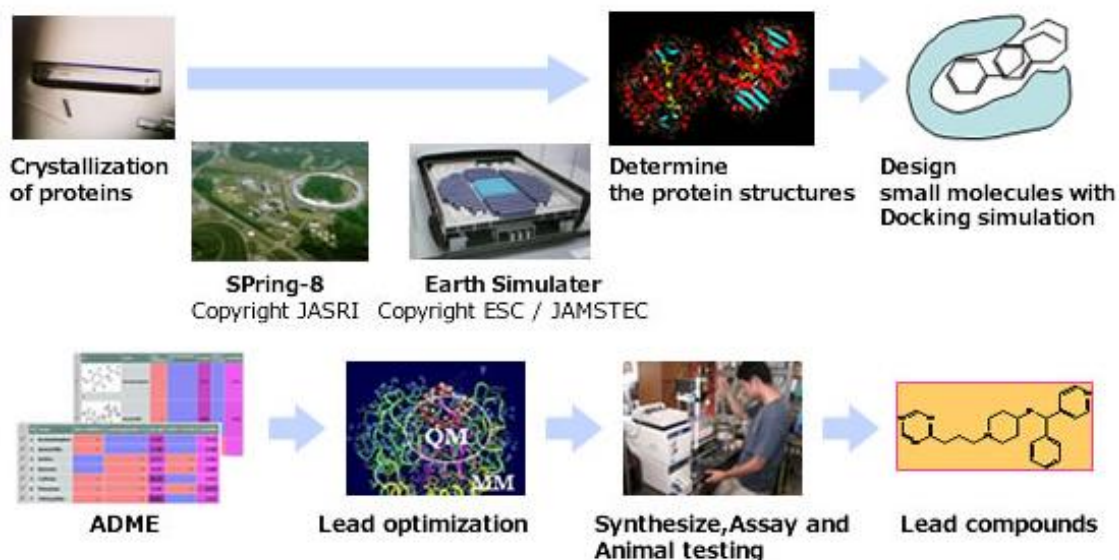 Crystallization
of proteins
Determine
the protein structures
Design
small molecules with
Docking simulation
SPring-8
Copyright JASRI
Earth Simulater
Copyright ESC / JAMSTEC
QM
MM
ADME
Lead optimization
Synthesize,Assay and
Animal testing
Lead compounds